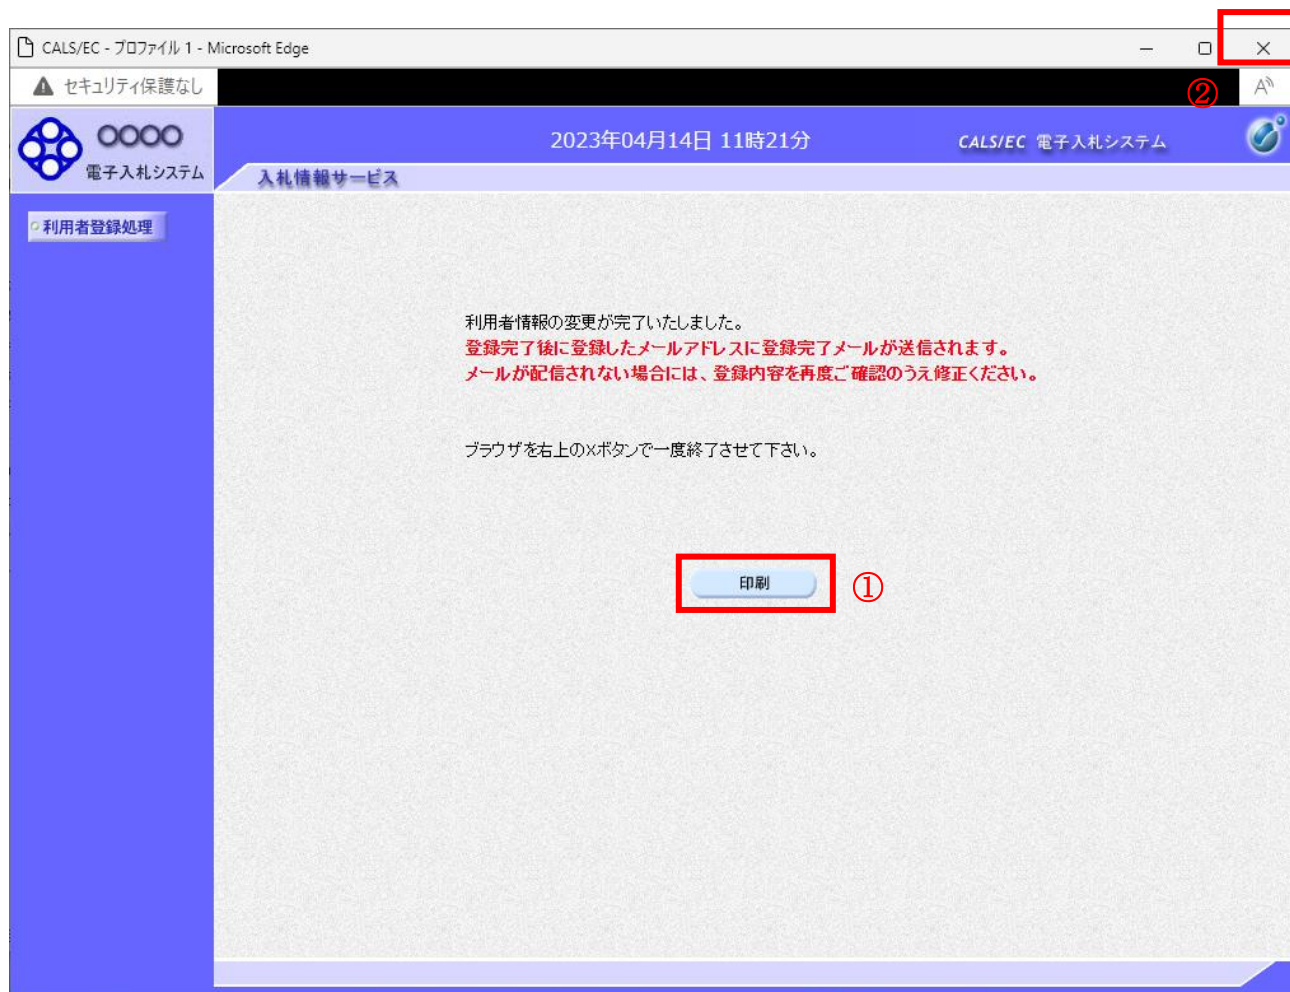 CALS/EC - プロファイル 1 - Microsoft Edge
セキュリティ保護なし
②
A
〇〇〇〇
電子入札システム
2023年04月14日 11時21分
CALS/EC 電子入札システム
入札情報サービス
利用者登録処理
利用者情報の変更が完了いたしました。
登録完了後に登録したメールアドレスに登録完了メールが送信されます。
メールが配信されない場合には、登録内容を再度ご確認のうえ修正ください。
ブラウザを右上の×ボタンで一度終了させて下さい。
印刷
①